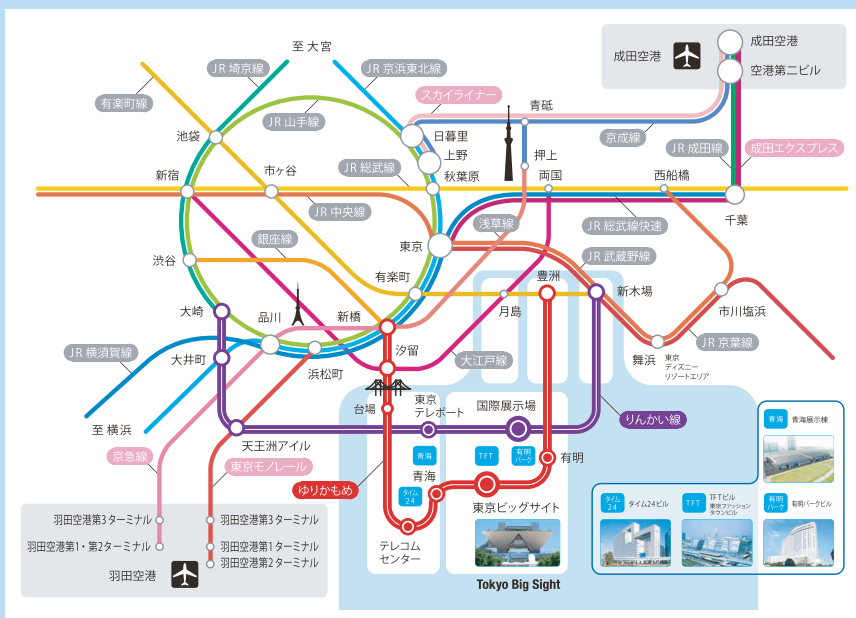 至 大宮
JR 埼京線
JR 京浜東北線
成田空港
成田空港
空港第二ビル
有楽町線
スカイライナー
JR 山手線
青砥
京成線
池袋
日暮里
JR 成田線
成田エクスプレス
上野
押上
市ヶ谷
JR 総武線
新宿
秋葉原
両国
西船橋
千葉
JR 中央線
浅草線
JR 総武線快速
銀座線
東京
JR 武蔵野線
渋谷
有楽町
豊洲
新木場
市川塩浜
大崎
品川
新橋
月島
JR 京葉線
JR 横須賀線
大井町
浜松町
汐留
大江戸線
舞浜
東京
ディズニー
リゾートエリア
台場
東京
テレポート
国際展示場
りんかい線
至 横浜
天王洲アイル
京急線
東京モノレール
青海
TFT
有明
パーク
有明
青海
青海展示棟
ゆりかもめ
青海
タイム
24
東京ビッグサイト
テレコム
センター
Tokyo Big Sight
タイム
24
タイム24ビル
TFT
TFTビル
東京ファッション
タウンビル
有明
パーク
有明パークビル
羽田空港第3ターミナル
羽田空港第3ターミナル
羽田空港第1・第2ターミナル
羽田空港第1ターミナル
羽田空港第2ターミナル
羽田空港